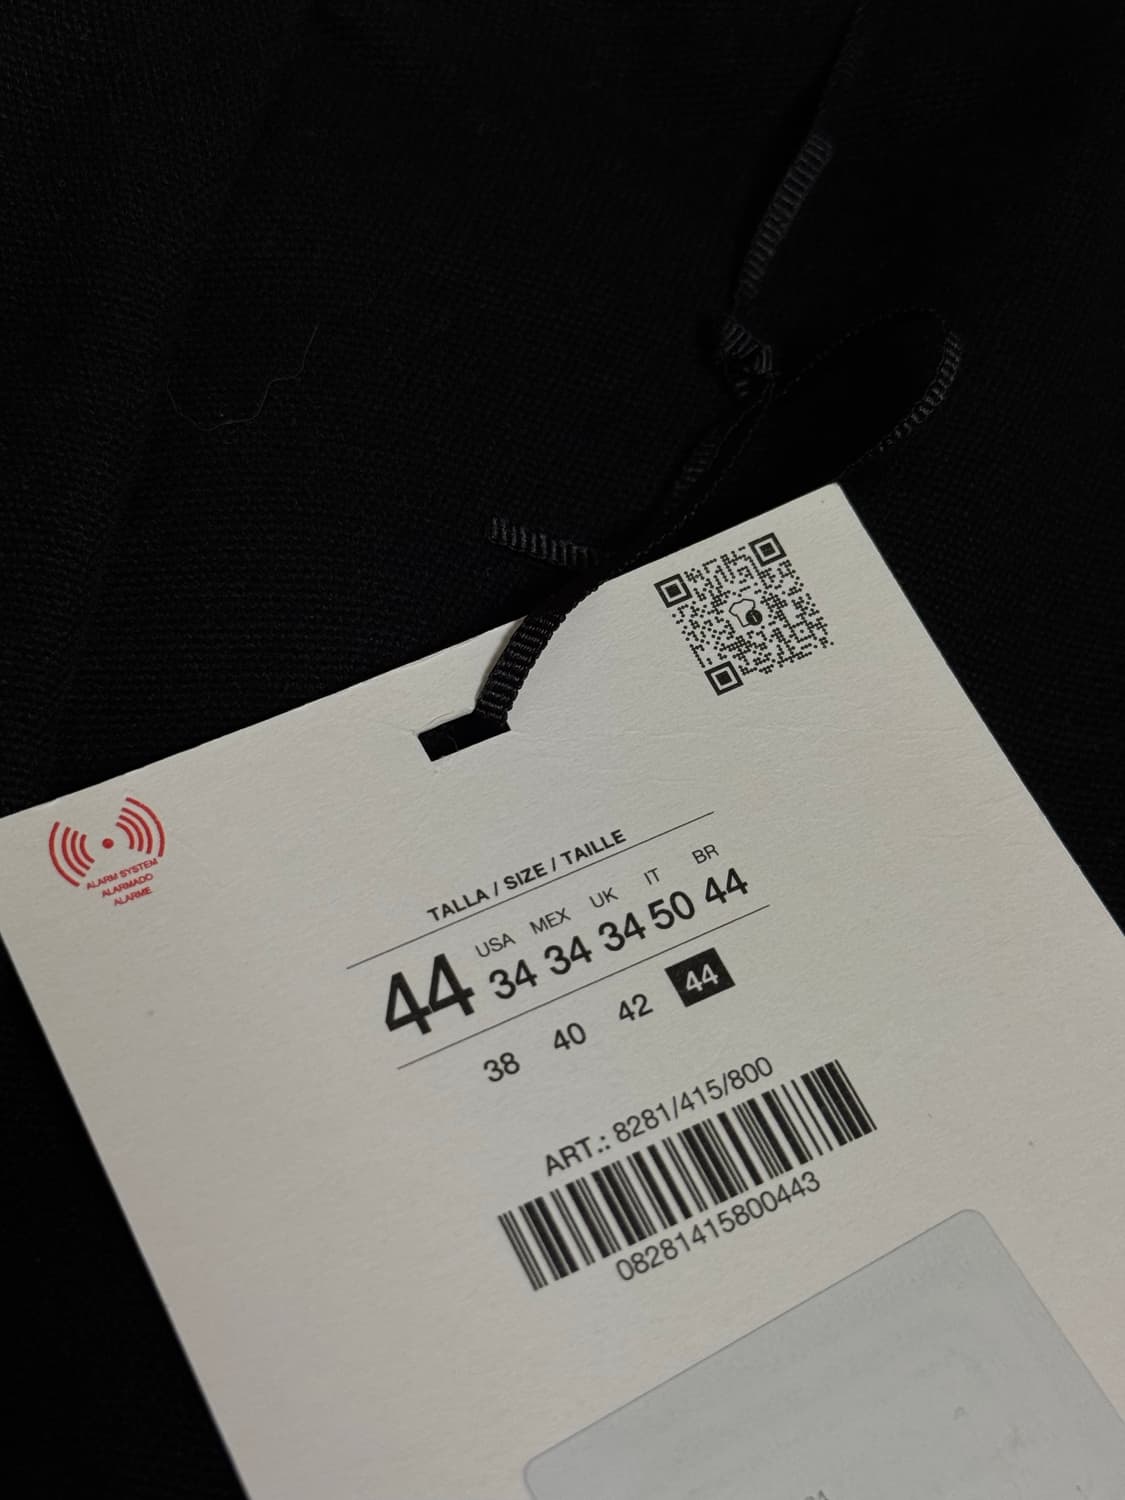 ALARM SYSTEM
ALARMADO
ALARME
TALLA / SIZE / TAILLE
USA MEX UK IT BR
44 34 34 34 50 44
38 40 42 44
ART.: 8281/415/800
08281415800443